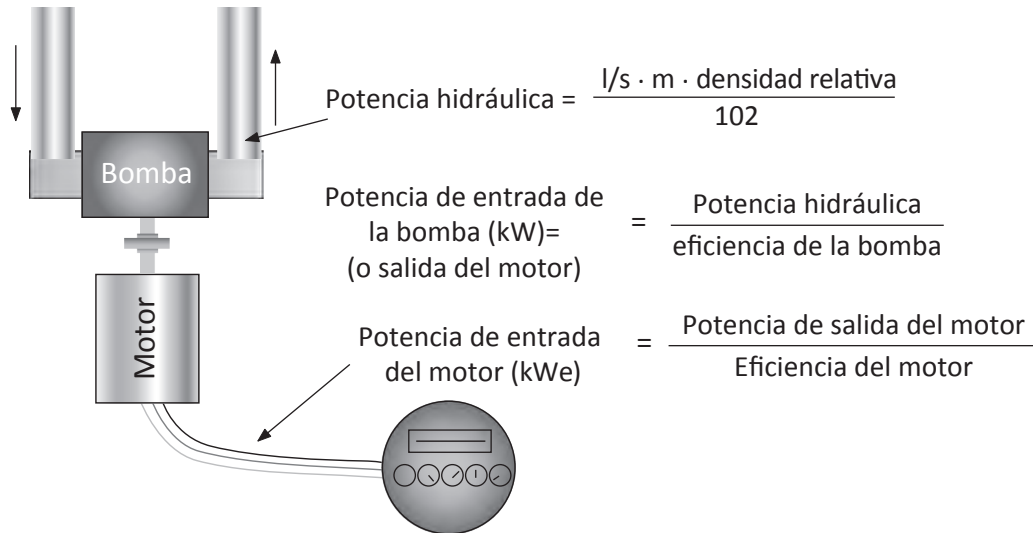 Potencia hidráulica = l/s · m · densidad relativa
102
Bomba
Potencia de entrada de
la bomba (kW)=
(o salida del motor)
= Potencia hidráulica
eficiencia de la bomba
Motor
Potencia de entrada
del motor (kWe)
= Potencia de salida del motor
Eficiencia del motor